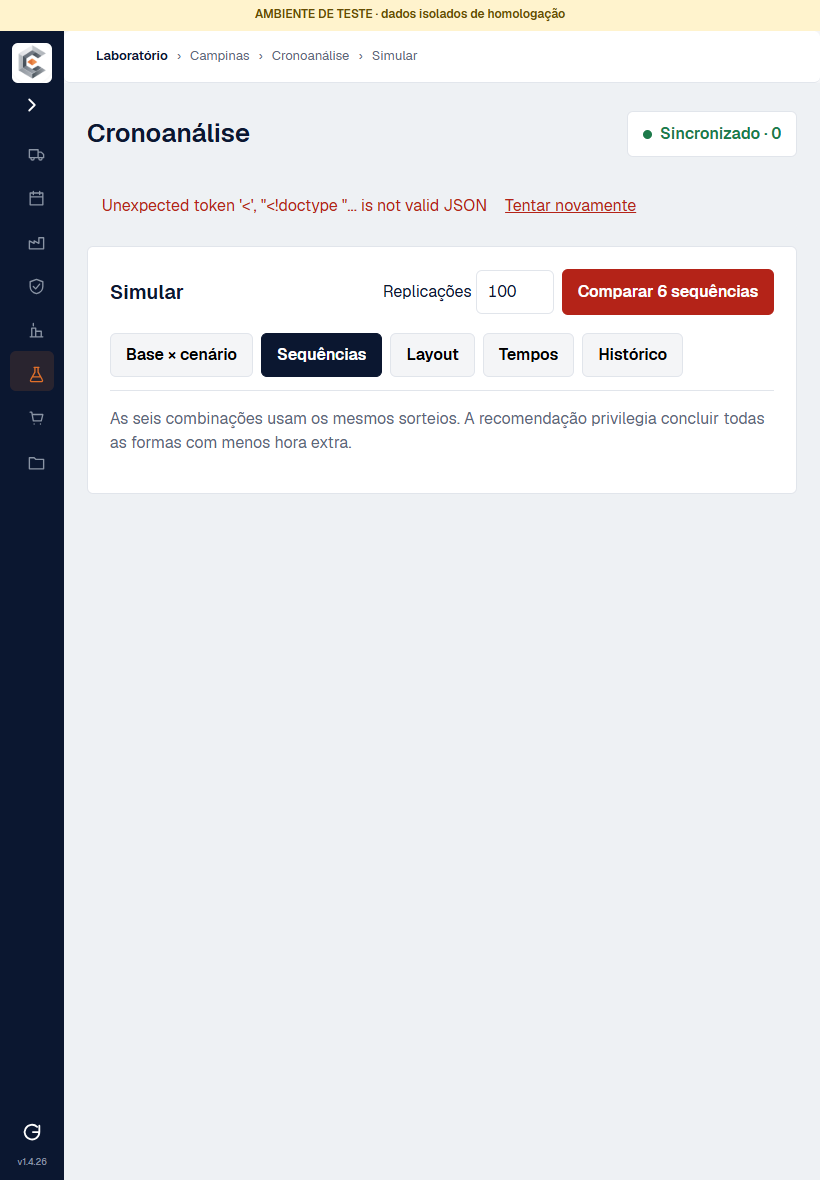 AMBIENTE DE TESTE · dados isolados de homologação
Laboratório › Campinas › Cronoanálise › Simular
Cronoanálise
Sincronizado · 0
Unexpected token '<', "<!doctype "... is not valid JSON Tentar novamente
Simular
Replicações 100 Comparar 6 sequências
Base × cenário Sequências Layout Tempos Histórico
As seis combinações usam os mesmos sorteios. A recomendação privilegia concluir todas
as formas com menos hora extra.
v1.4.26